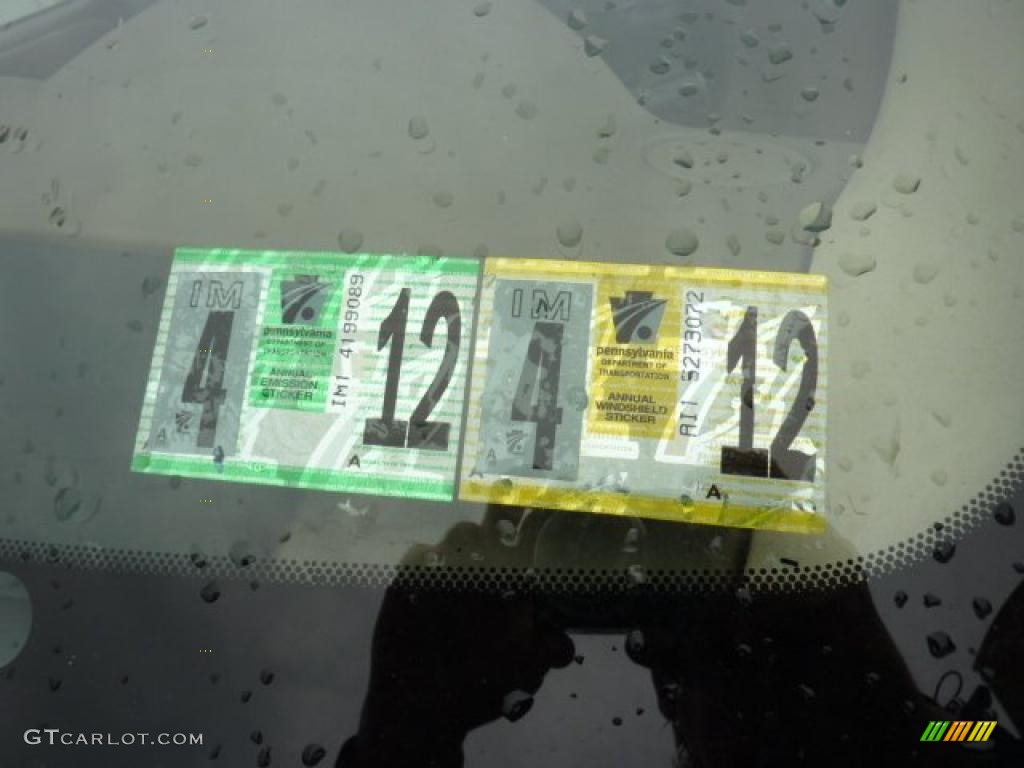 IM
4
pennsylvania
DEPARTMENT OF
TRANSPORTATION
ANNUAL
EMISSION
STICKER
IM1 4199089
12
A
IM
4
pennsylvania
DEPARTMENT OF
TRANSPORTATION
ANNUAL
WINDSHIELD
STICKER
AI1 5273072
12
A
GTCARLOT.COM